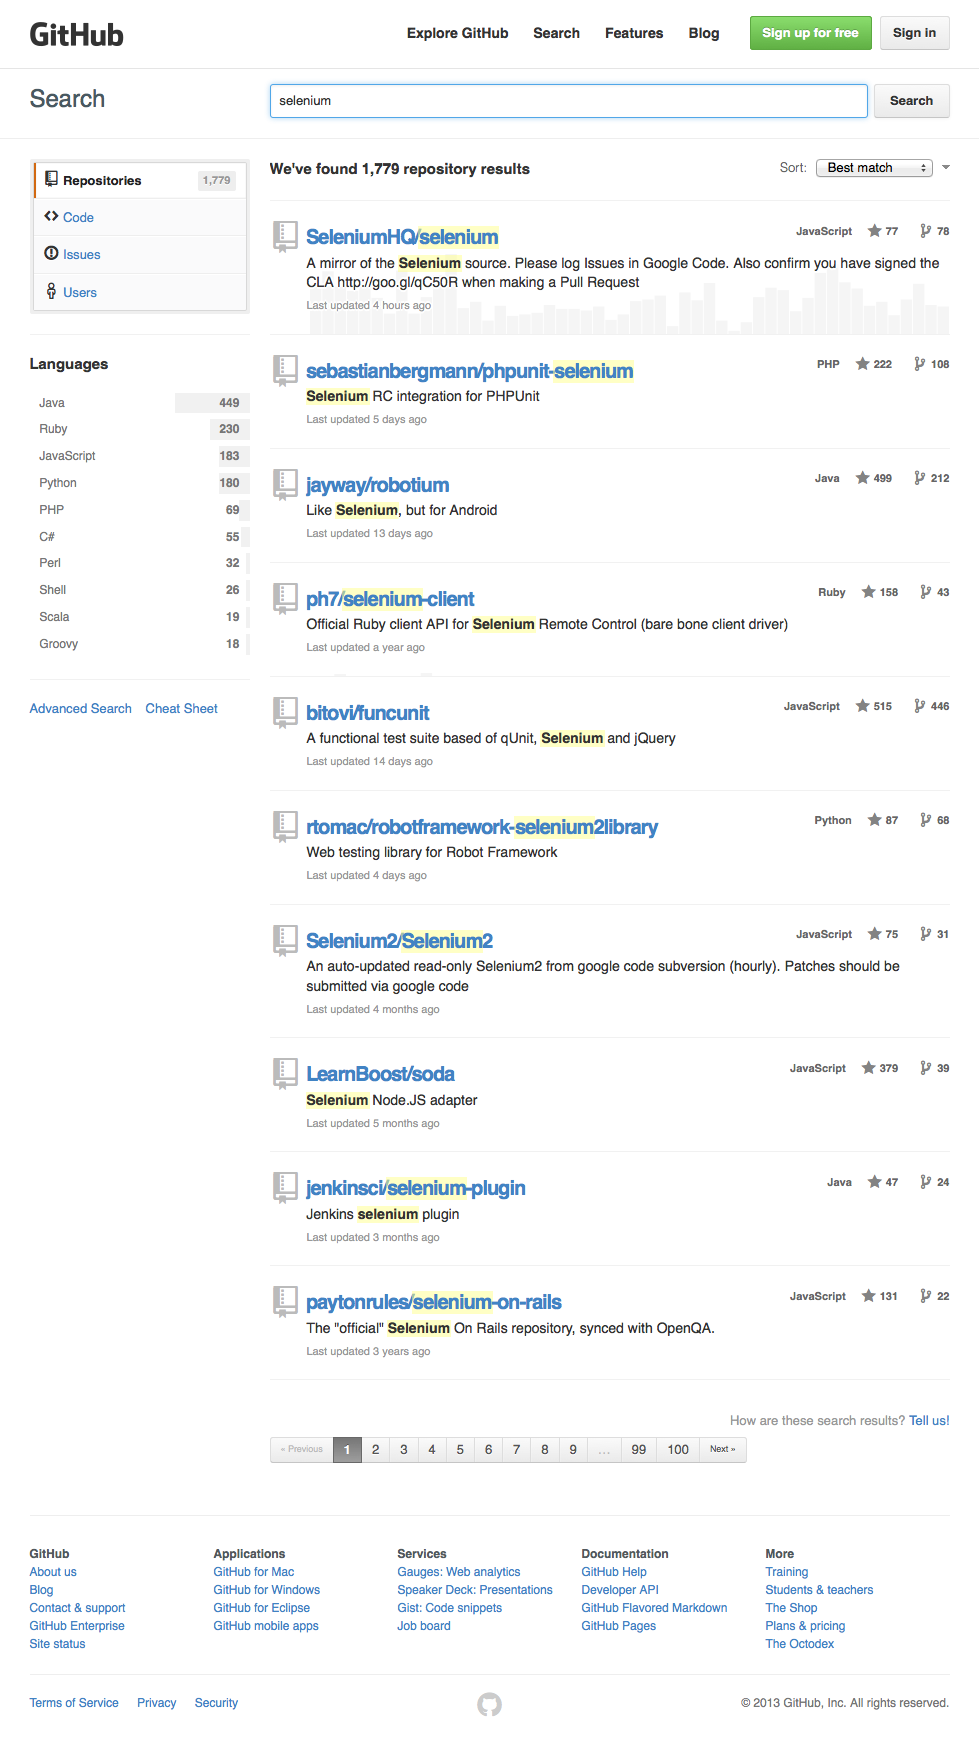 GitHub
Explore GitHub Search Features Blog Sign up for free Sign in
Search selenium Search
Repositories 1,779
Code
Issues
Users
Languages
Java 449
Ruby 230
JavaScript 183
Python 180
PHP 69
C# 55
Perl 32
Shell 26
Scala 19
Groovy 18
Advanced Search Cheat Sheet
We've found 1,779 repository results
Sort: Best match
SeleniumHQ/selenium JavaScript 77 78
A mirror of the Selenium source. Please log Issues in Google Code. Also confirm you have signed the
CLA http://goo.gl/qC50R when making a Pull Request
Last updated 4 hours ago
sebastianbergmann/phpunit-selenium PHP 222 108
Selenium RC integration for PHPUnit
Last updated 5 days ago
jayway/robotium Java 499 212
Like Selenium, but for Android
Last updated 13 days ago
ph7/selenium-client Ruby 158 43
Official Ruby client API for Selenium Remote Control (bare bone client driver)
Last updated a year ago
bitovi/funcunit JavaScript 515 446
A functional test suite based of qUnit, Selenium and jQuery
Last updated 14 days ago
rtomac/robotframework-selenium2library Python 87 68
Web testing library for Robot Framework
Last updated 4 days ago
Selenium2/Selenium2 JavaScript 75 31
An auto-updated read-only Selenium2 from google code subversion (hourly). Patches should be
submitted via google code
Last updated 4 months ago
LearnBoost/soda JavaScript 379 39
Selenium Node.JS adapter
Last updated 5 months ago
jenkinsci/selenium-plugin Java 47 24
Jenkins selenium plugin
Last updated 3 months ago
paytonrules/selenium-on-rails JavaScript 131 22
The "official" Selenium On Rails repository, synced with OpenQA.
Last updated 3 years ago
How are these search results? Tell us!
« Previous 1 2 3 4 5 6 7 8 9 ... 99 100 Next »
GitHub
About us
Blog
Contact & support
GitHub Enterprise
Site status
Applications
GitHub for Mac
GitHub for Windows
GitHub for Eclipse
GitHub mobile apps
Services
Gauges: Web analytics
Speaker Deck: Presentations
Gist: Code snippets
Job board
Documentation
GitHub Help
Developer API
GitHub Flavored Markdown
GitHub Pages
More
Training
Students & teachers
The Shop
Plans & pricing
The Octodex
Terms of Service Privacy Security
© 2013 GitHub, Inc. All rights reserved.